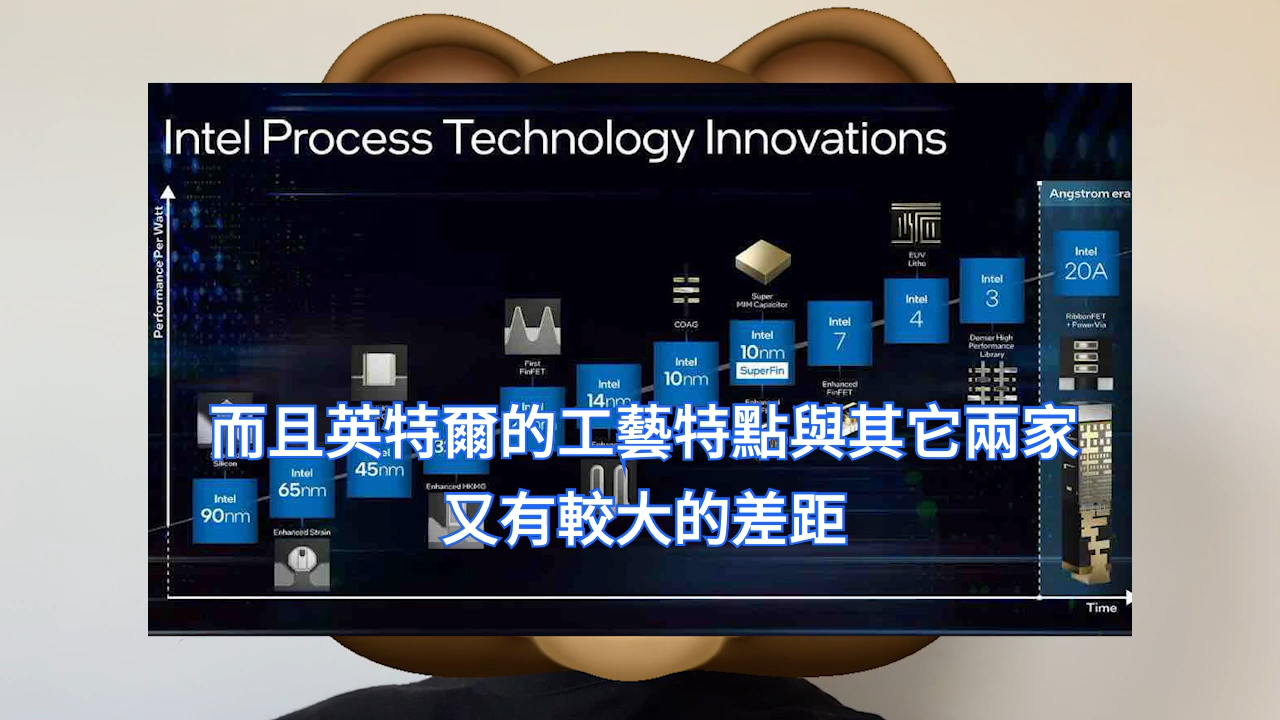 Intel Process Technology Innovations
Performance Per Watt
Angstrom era
Intel
20A
RibbonFET
+ PowerVia
Intel
3
Denser High
Performance
Library
EUV
Litho
Intel
4
Intel
7
Enhanced
FinFET
Super
MIM Capacitor
Intel
10nm
SuperFin
Enhanced
COAG
Intel
10nm
Intel
14nm
First
FinFET
Intel
45nm
Enhanced HKMG
Intel
65nm
Enhanced Strain
Silicon
Intel
90nm
而且英特爾的工藝特點與其它兩家
又有較大的差距
Time